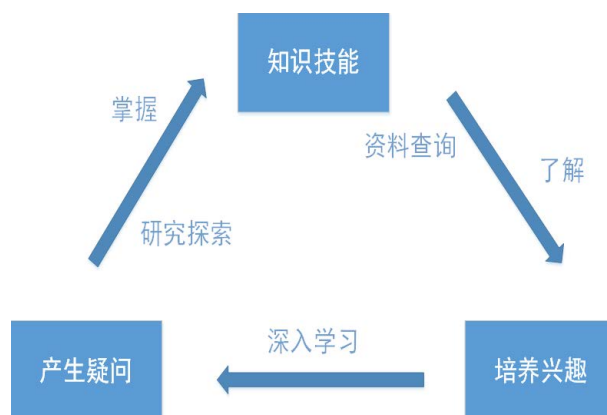 知识技能
掌握
资料查询
了解
研究探索
深入学习
产生疑问
培养兴趣